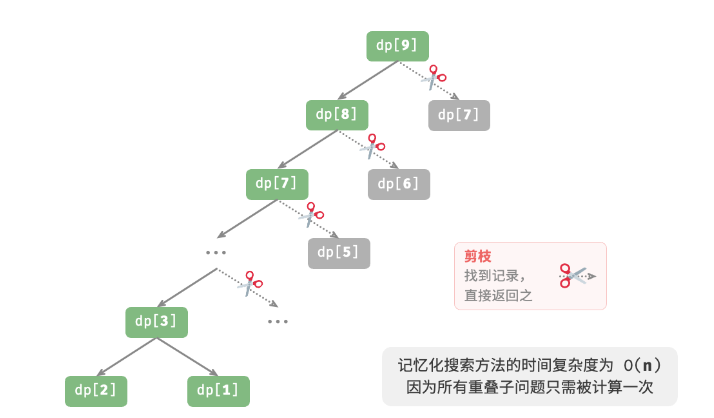 dp[9]
dp[8]
dp[7]
dp[7]
dp[6]
...
dp[5]
剪枝
找到记录，
直接返回之
dp[3]
...
dp[2]
dp[1]
记忆化搜索方法的时间复杂度为 O(n)
因为所有重叠子问题只需被计算一次